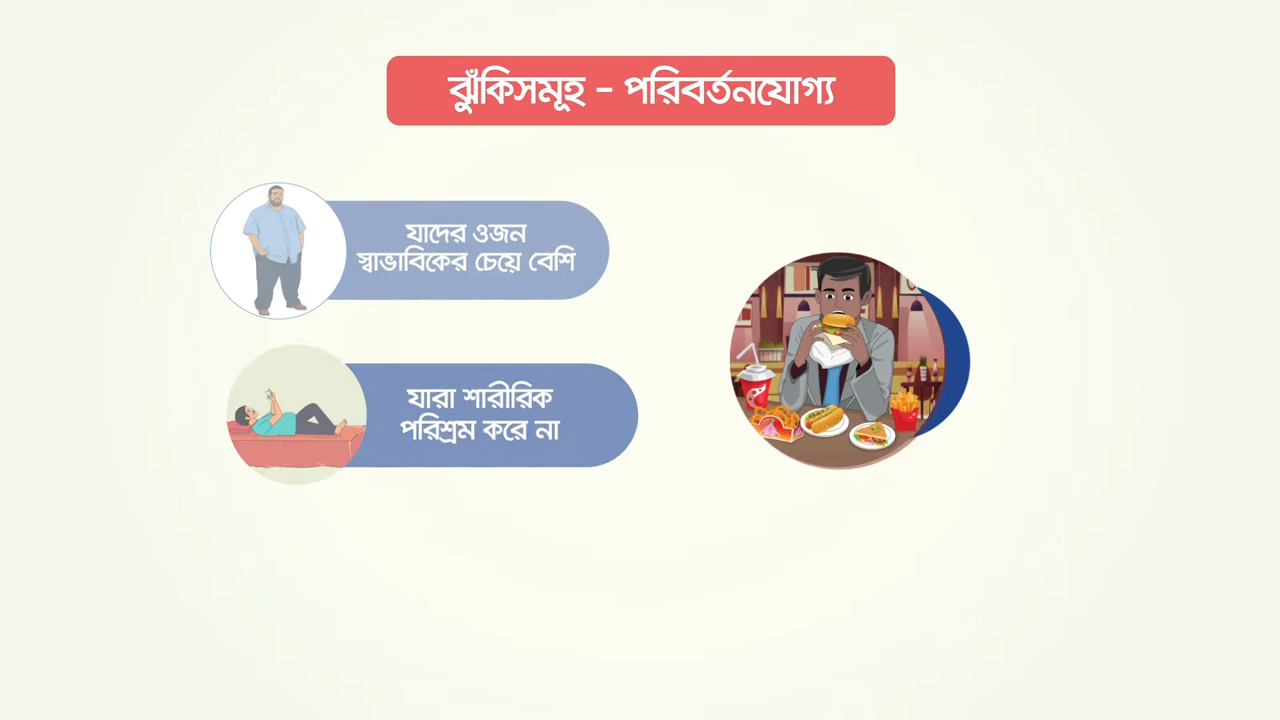 ঝুঁকিসমূহ - পরিবর্তনযোগ্য
যাদের ওজন
স্বাভাবিকের চেয়ে বেশি
যারা শারীরিক
পরিশ্রম করে না